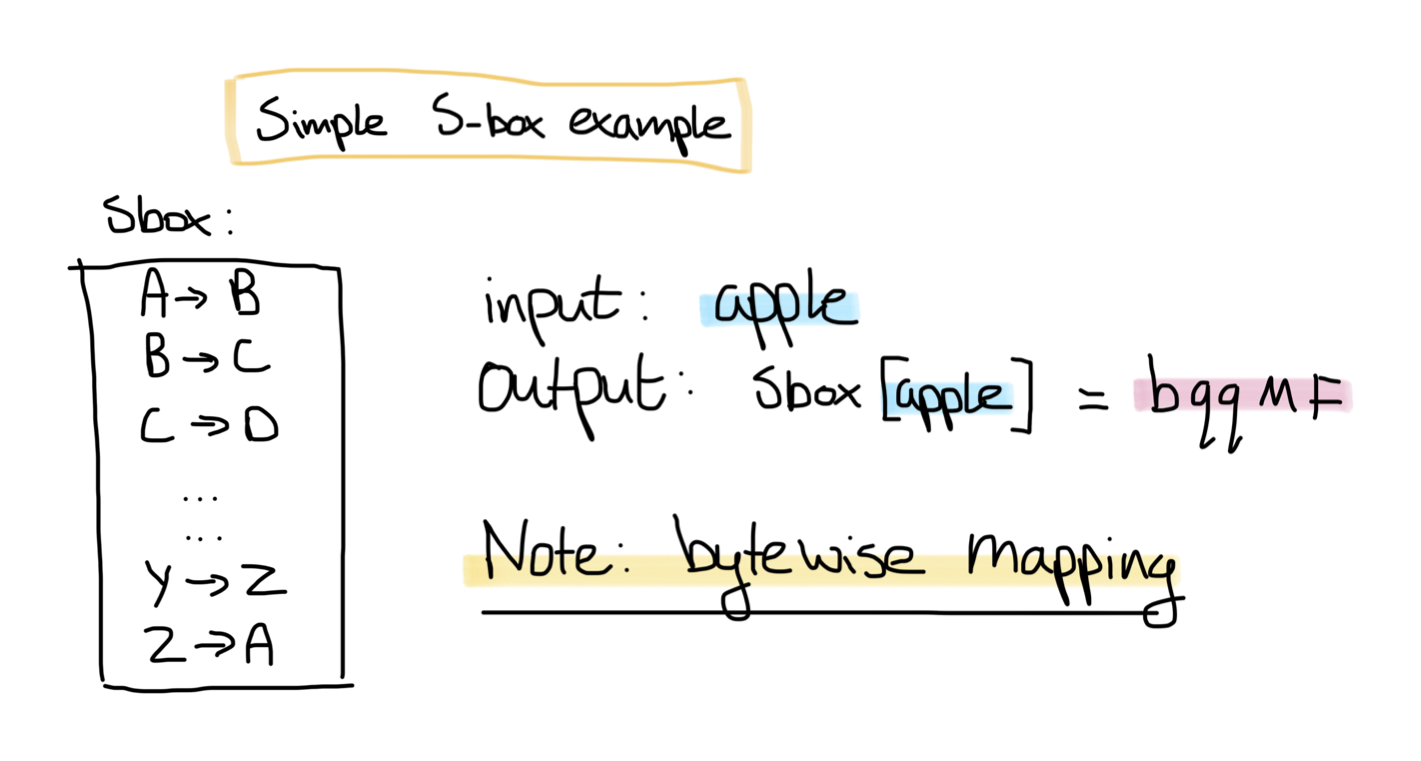 Simple S-box example
Sbox:
A → B
B → C
C → D
...
...
Y → Z
Z → A
input: apple
output: Sbox [apple] = bqqMF
Note: bytewise mapping